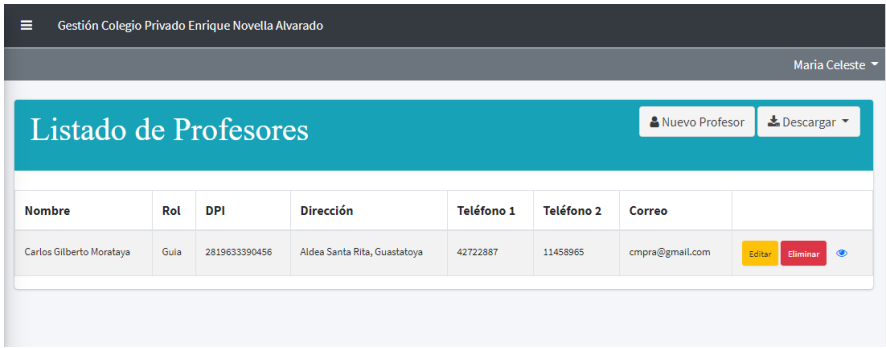 Gestión Colegio Privado Enrique Novella Alvarado
Maria Celeste
Listado de Profesores
Nuevo Profesor Descargar
Nombre Rol DPI Dirección Teléfono 1 Teléfono 2 Correo
Carlos Gilberto Morataya Guia 2819633390456 Aldea Santa Rita, Guastatoya 42722887 11458965 cmpra@gmail.com Editar Eliminar